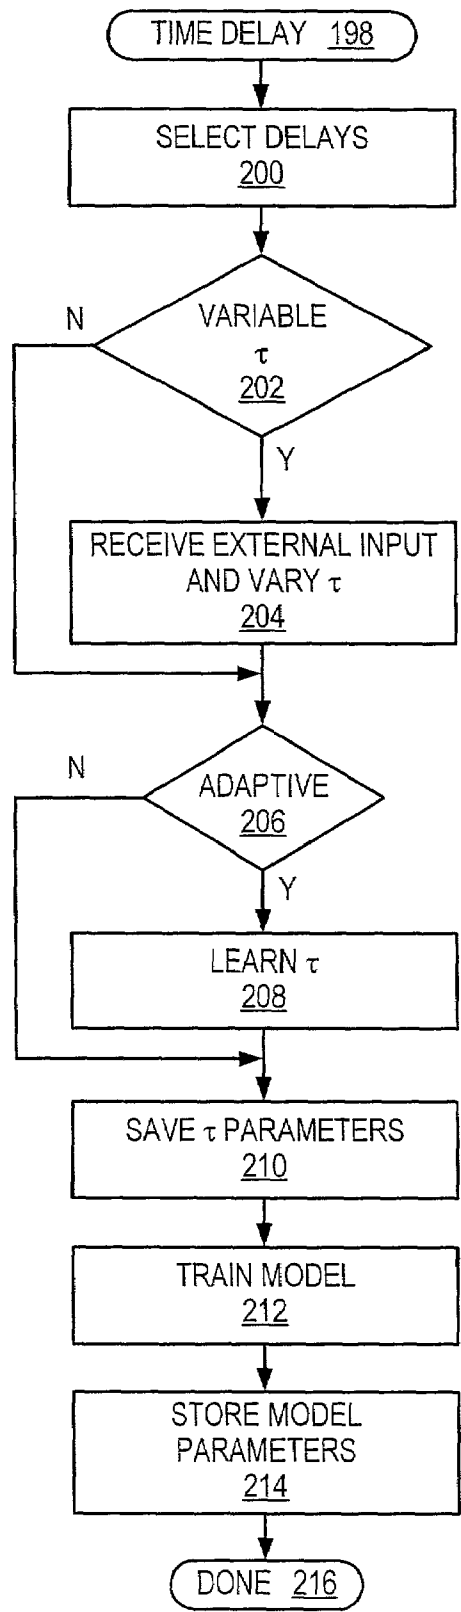 TIME DELAY 198
SELECT DELAYS
200
N
VARIABLE
τ
202
Y
RECEIVE EXTERNAL INPUT
AND VARY τ
204
N
ADAPTIVE
206
Y
LEARN τ
208
SAVE τ PARAMETERS
210
TRAIN MODEL
212
STORE MODEL
PARAMETERS
214
DONE 216